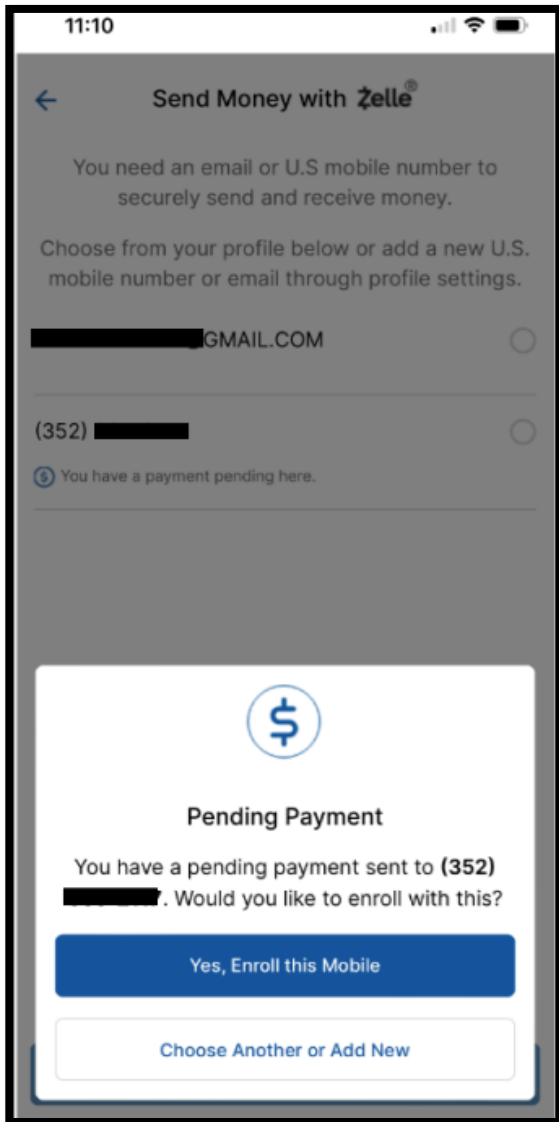 11:10
Send Money with Zelle®
You need an email or U.S mobile number to
securely send and receive money.
Choose from your profile below or add a new U.S.
mobile number or email through profile settings.
GMAIL.COM
(352)
You have a payment pending here.
$
Pending Payment
You have a pending payment sent to (352)
. Would you like to enroll with this?
Yes, Enroll this Mobile
Choose Another or Add New